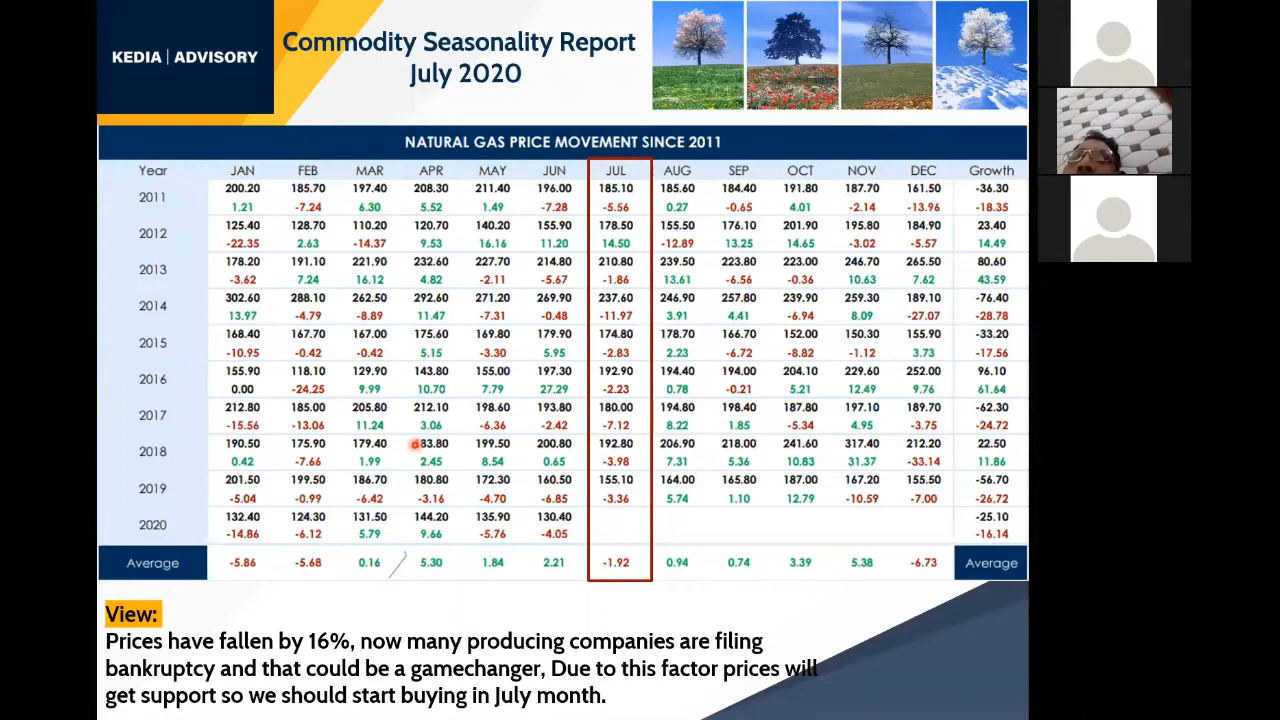 KEDIA | ADVISORY
Commodity Seasonality Report
July 2020
NATURAL GAS PRICE MOVEMENT SINCE 2011
Year JAN FEB MAR APR MAY JUN JUL AUG SEP OCT NOV DEC Growth
2011 200.20 185.70 197.40 208.30 211.40 196.00 185.10 185.60 184.40 191.80 187.70 161.50 -36.30
1.21 -7.24 6.30 5.52 1.49 -7.28 -5.56 0.27 -0.65 4.01 -2.14 -13.96 -18.35
2012 125.40 128.70 110.20 120.70 140.20 155.90 178.50 155.50 176.10 201.90 195.80 184.90 23.40
-22.35 2.63 -14.37 9.53 16.16 11.20 14.50 -12.89 13.25 14.65 -3.02 -5.57 14.49
2013 178.20 191.10 221.90 232.60 227.70 214.80 210.80 239.50 223.80 223.00 246.70 265.50 80.60
-3.62 7.24 16.12 4.82 -2.11 -5.67 -1.86 13.61 -6.56 -0.36 10.63 7.62 43.59
2014 302.60 288.10 262.50 292.60 271.20 269.90 237.60 246.90 257.80 239.90 259.30 189.10 -76.40
13.97 -4.79 -8.89 11.47 -7.31 -0.48 -11.97 3.91 4.41 -6.94 8.09 -27.07 -28.78
2015 168.40 167.70 167.00 175.60 169.80 179.90 174.80 178.70 166.70 152.00 150.30 155.90 -33.20
-10.95 -0.42 -0.42 5.15 -3.30 5.95 -2.83 2.23 -6.72 -8.82 -1.12 3.73 -17.56
2016 155.90 118.10 129.90 143.80 155.00 197.30 192.90 194.40 194.00 204.10 229.60 252.00 96.10
0.00 -24.25 9.99 10.70 7.79 27.29 -2.23 0.78 -0.21 5.21 12.49 9.76 61.64
2017 212.80 185.00 205.80 212.10 198.60 193.80 180.00 194.80 198.40 187.80 197.10 189.70 -62.30
-15.56 -13.06 11.24 3.06 -6.36 -2.42 -7.12 8.22 1.85 -5.34 4.95 -3.75 -24.72
2018 190.50 175.90 179.40 183.80 199.50 200.80 192.80 206.90 218.00 241.60 317.40 212.20 22.50
0.42 -7.66 1.99 2.45 8.54 0.65 -3.98 7.31 5.36 10.83 31.37 -33.14 11.86
2019 201.50 199.50 186.70 180.80 172.30 160.50 155.10 164.00 165.80 187.00 167.20 155.50 -56.70
-5.04 -0.99 -6.42 -3.16 -4.70 -6.85 -3.36 5.74 1.10 12.79 -10.59 -7.00 -26.72
2020 132.40 124.30 131.50 144.20 135.90 130.40 -25.10
-14.86 -6.12 5.79 9.66 -5.76 -4.05 -16.14
Average -5.86 -5.68 0.16 5.30 1.84 2.21 -1.92 0.94 0.74 3.39 5.38 -6.73 Average
View:
Prices have fallen by 16%, now many producing companies are filing
bankruptcy and that could be a gamechanger, Due to this factor prices will
get support so we should start buying in July month.